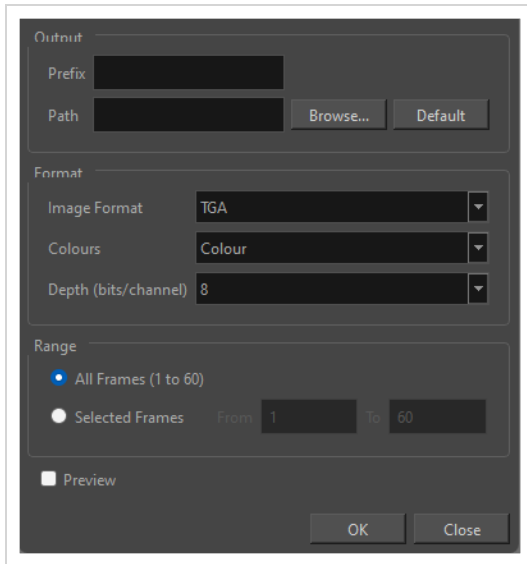 Output
Prefix
Path Browse... Default
Format
Image Format TGA
Colours Colour
Depth (bits/channel) 8
Range
All Frames (1 to 60)
Selected Frames From 1 To 60
Preview
OK Close